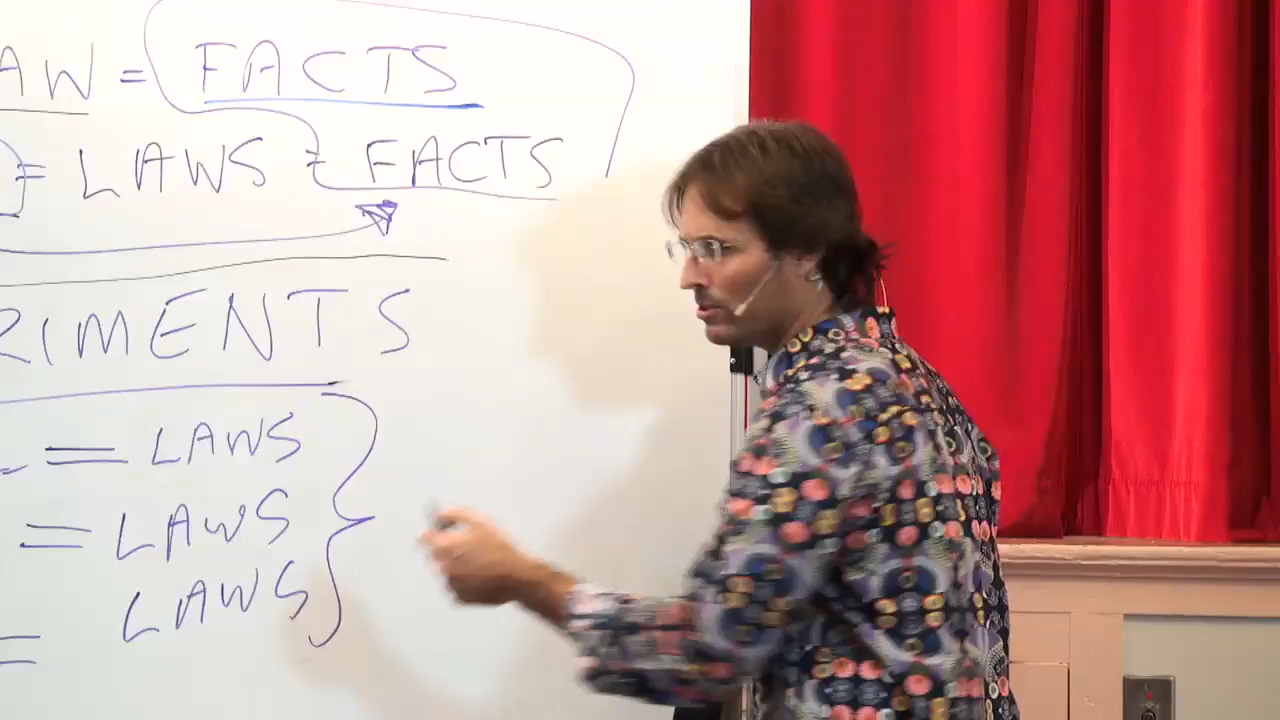 AW = FACTS
= LAWS = FACTS
RIMENTS
= LAWS
= LAWS
= LAWS